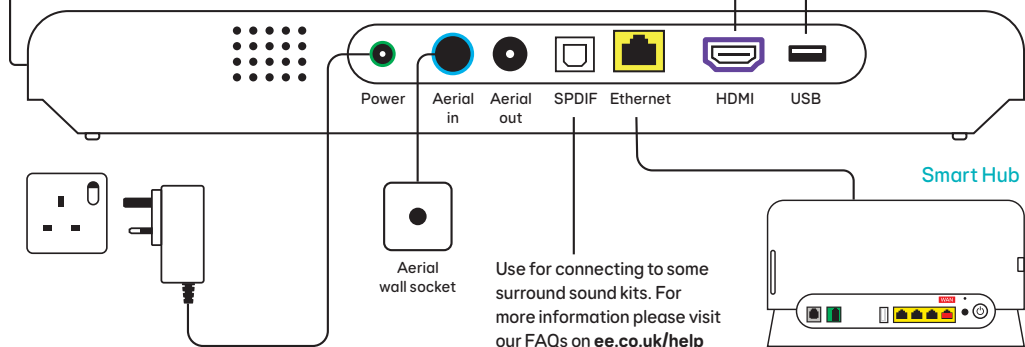 Power
Aerial
in
Aerial
out
SPDIF
Ethernet
HDMI
USB
Smart Hub
Aerial
wall socket
Use for connecting to some
surround sound kits. For
more information please visit
our FAQs on ee.co.uk/help
WAN